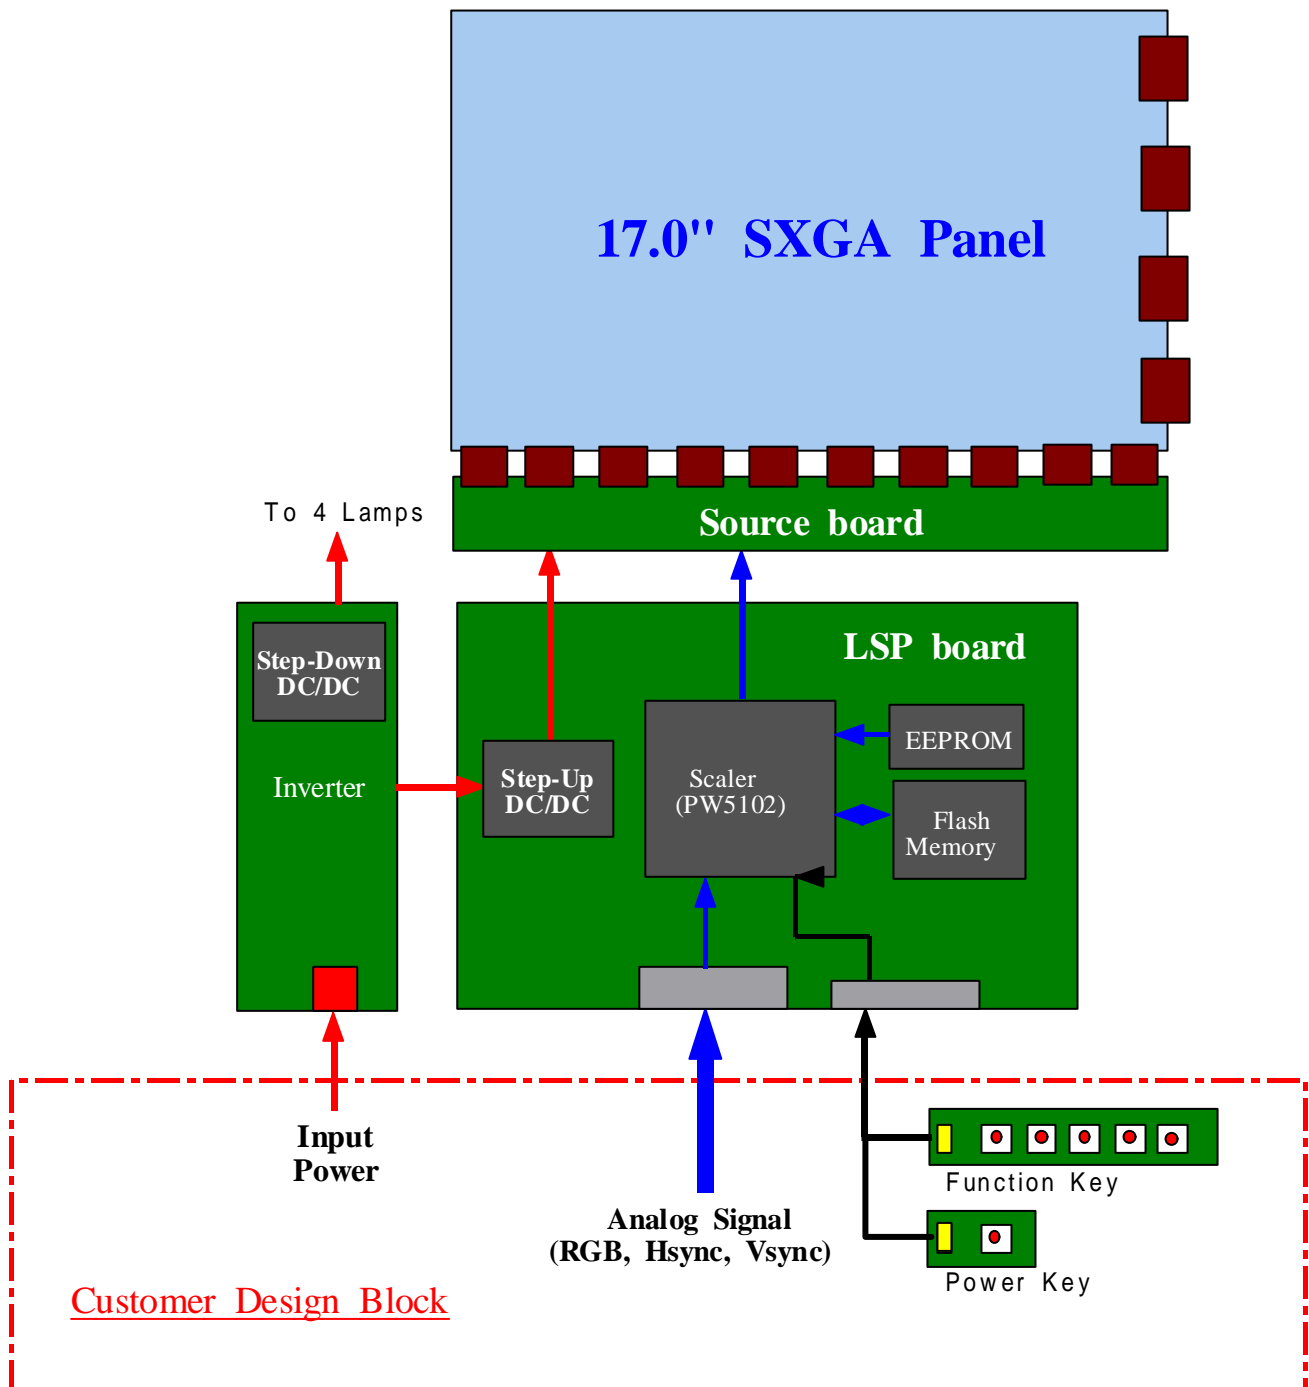 17.0" SXGA Panel
Source board
To 4 Lamps
LSP board
Step-Down
DC/DC
Inverter
Step-Up
DC/DC
Scaler
(PW5102)
EEPROM
Flash
Memory
Input
Power
Analog Signal
(RGB, Hsync, Vsync)
Function Key
Power Key
Customer Design Block